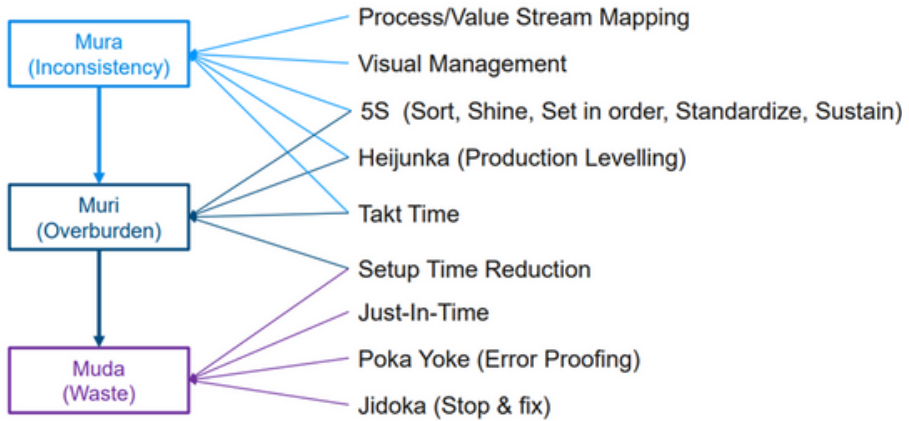 Mura
(Inconsistency)
Muri
(Overburden)
Muda
(Waste)
Process/Value Stream Mapping
Visual Management
5S (Sort, Shine, Set in order, Standardize, Sustain)
Heijunka (Production Levelling)
Takt Time
Setup Time Reduction
Just-In-Time
Poka Yoke (Error Proofing)
Jidoka (Stop & fix)